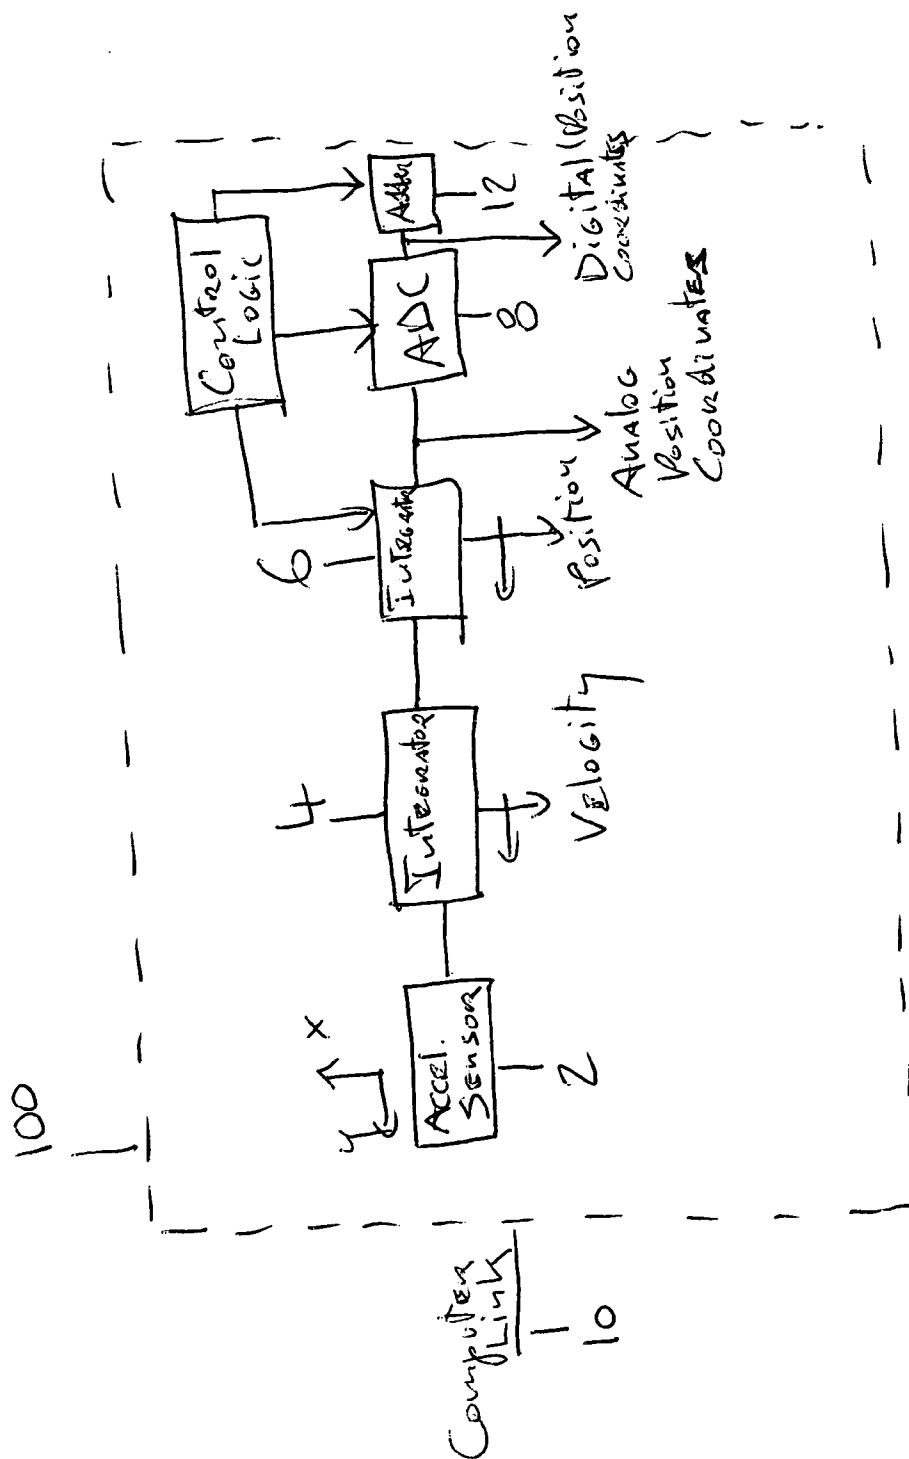 100
Control
Logic
6
4
x
y
Adder
Integrator
ADC
Integrator
Accel.
Sensor
Computer
Link
12
8
2
10
Velocity
Position
Digital Position
Coordinates
Analog
Position
Coordinates